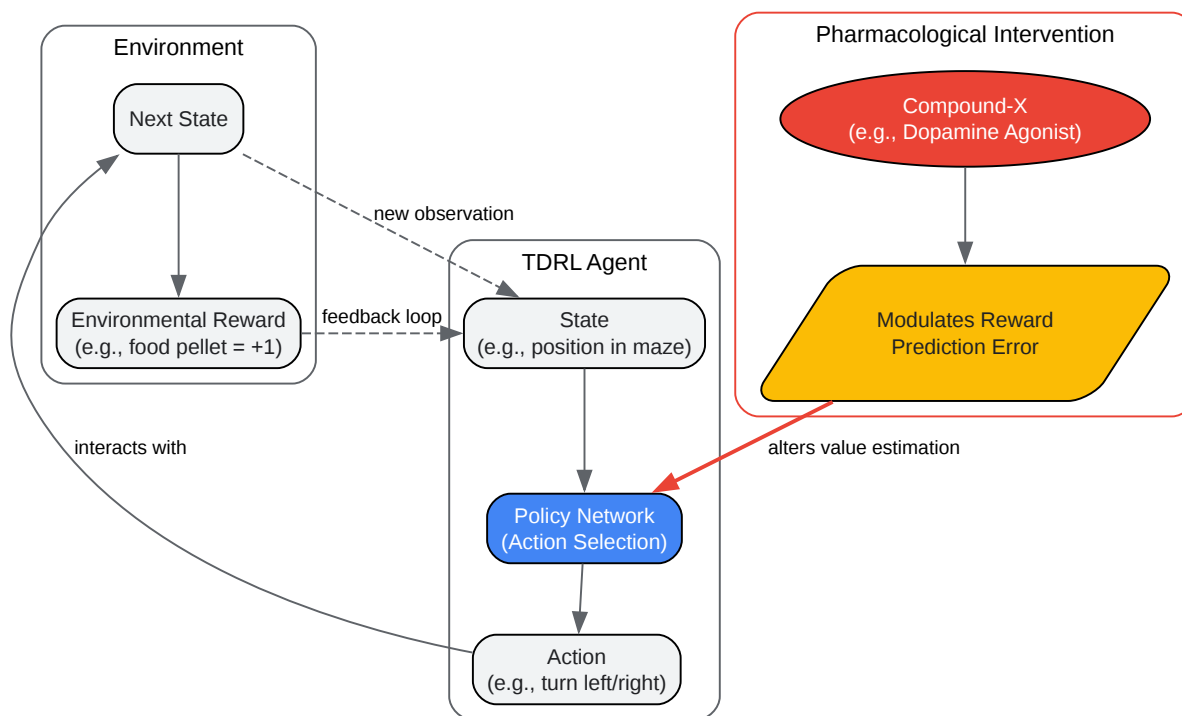 Environment
Next State
Environmental Reward
(e.g., food pellet = +1)
new observation
feedback loop
interacts with
TDRL Agent
State
(e.g., position in maze)
Policy Network
(Action Selection)
Action
(e.g., turn left/right)
Pharmacological Intervention
Compound-X
(e.g., Dopamine Agonist)
Modulates Reward
Prediction Error
alters value estimation